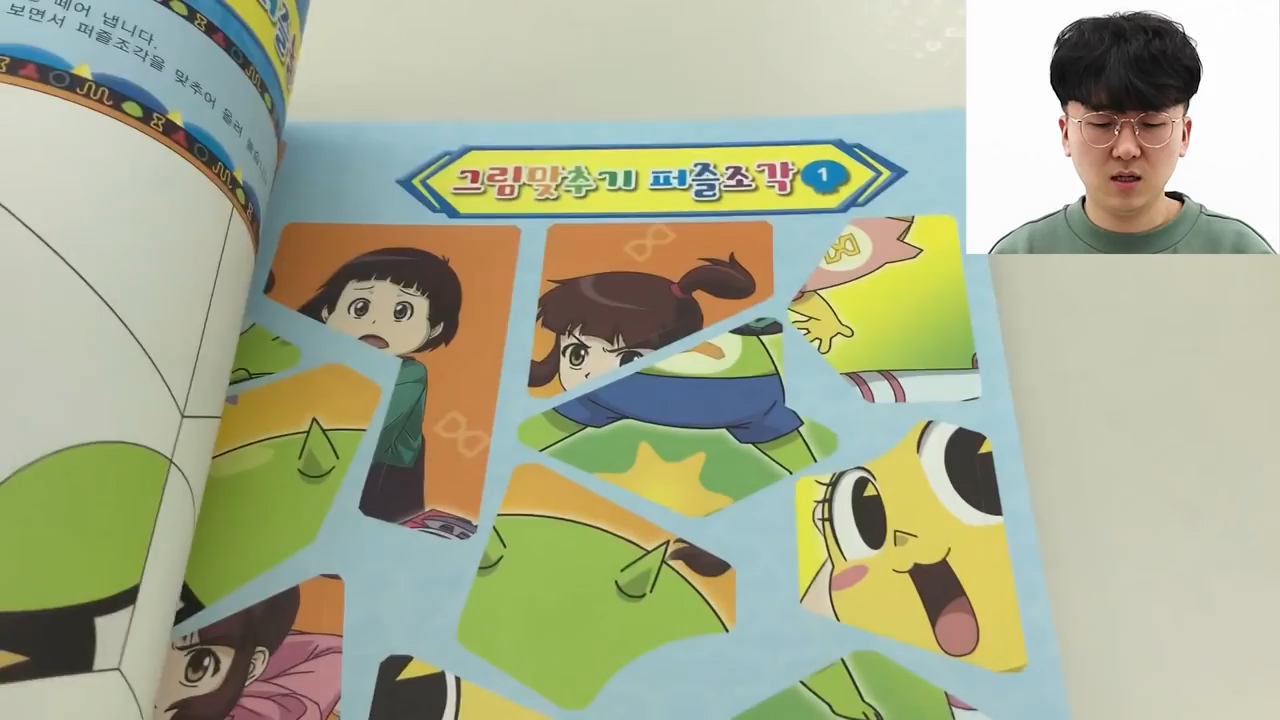 페어 냅니다.
보면서 퍼즐조각을 맞추어 올려
그림맞추기 퍼즐조각 1